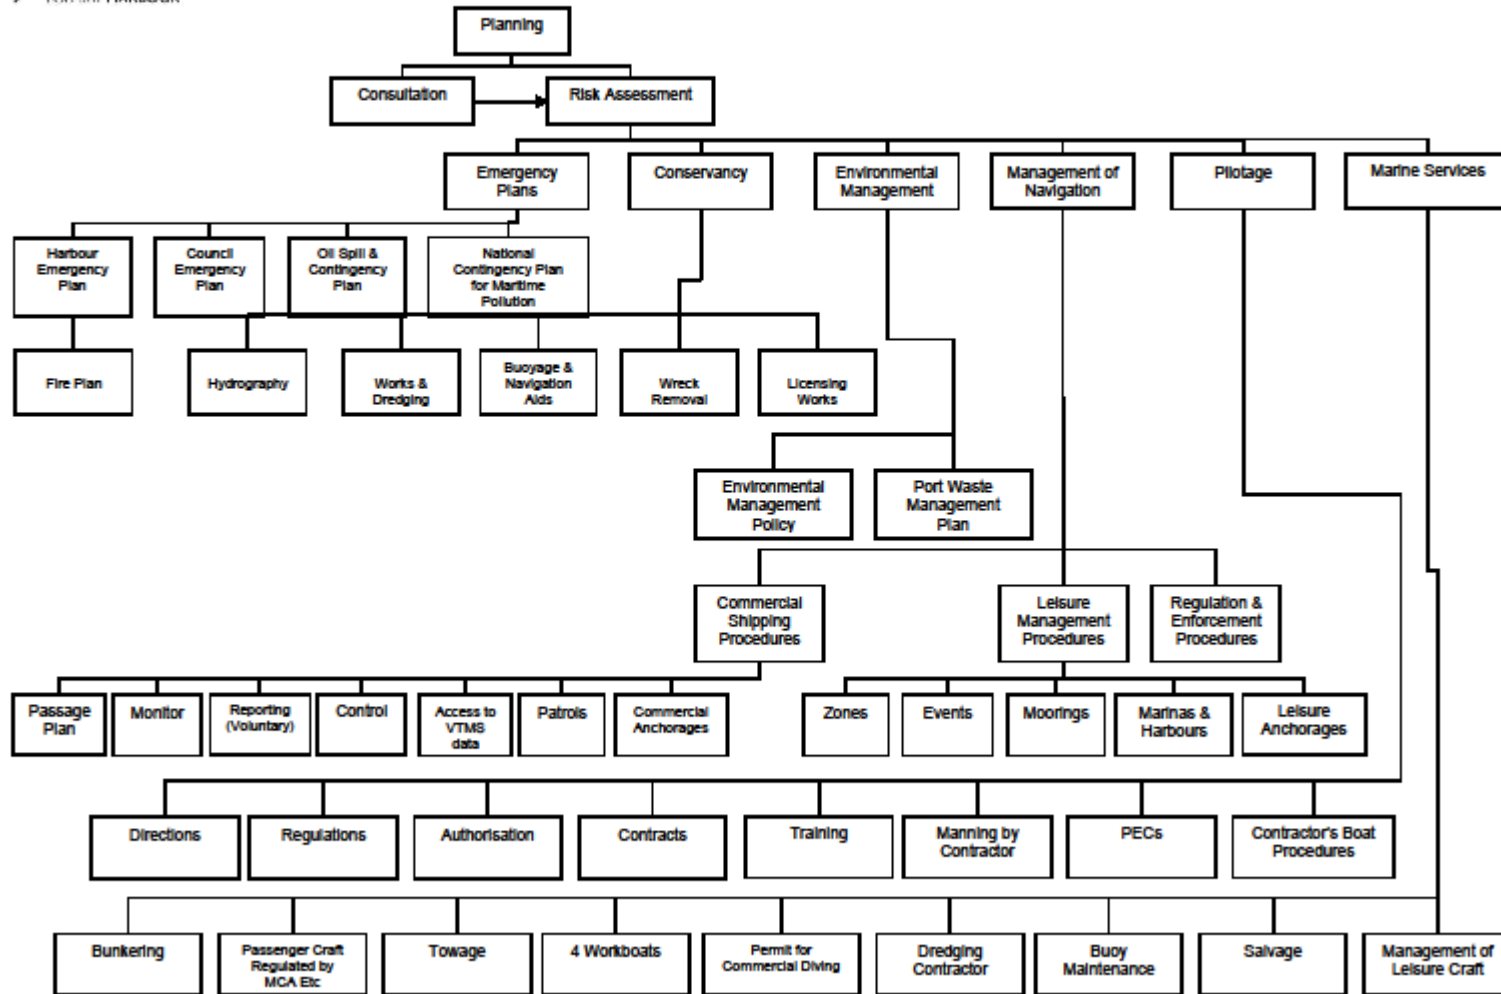 Planning
Consultation
Risk Assessment
Emergency
Plans
Conservancy
Environmental
Management
Management of
Navigation
Pilotage
Marine Services
Harbour
Emergency
Plan
Council
Emergency
Plan
Oil Spill &
Contingency
Plan
National
Contingency Plan
for Maritime
Pollution
Fire Plan
Hydrography
Works &
Dredging
Buoyage &
Navigation
Aids
Wreck
Removal
Licensing
Works
Environmental
Management
Policy
Port Waste
Management
Plan
Commercial
Shipping
Procedures
Leisure
Management
Procedures
Regulation &
Enforcement
Procedures
Passage
Plan
Monitor
Reporting
(Voluntary)
Control
Access to
VTMS
data
Patrols
Commercial
Anchorages
Zones
Events
Moorings
Marinas &
Harbours
Leisure
Anchorages
Directions
Regulations
Authorisation
Contracts
Training
Manning by
Contractor
PECs
Contractor's Boat
Procedures
Bunkering
Passenger Craft
Regulated by
MCA Etc
Towage
4 Workboats
Permit for
Commercial Diving
Dredging
Contractor
Buoy
Maintenance
Salvage
Management of
Leisure Craft